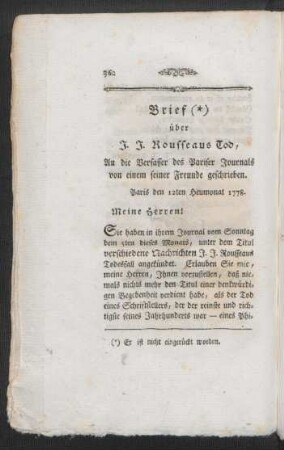 362
Brief (*)
über
J. J. Rousseaus Tod,
An die Verfasser des Pariser Journals
von einem seiner Freunde geschrieben.
Paris den 12ten Heumonat 1778.
Meine Herren!
Sie haben in ihrem Journal vom Sonntag
dem 5ten dieses Monats, unter dem Titul
verschiedene Nachrichten J. J. Rousseaus
Todesfall angekündet. Erlauben Sie mir,
meine Herren, Ihnen vorzustellen, daß nie-
mals nichts mehr den Titul einer denkwürdi-
gen Begebenheit verdient habe, als der Tod
eines Schriftstellers, der der reinste und rich-
tigste seines Jahrhunderts war — eines Phi-
(*) Er ist nicht eingerückt worden.